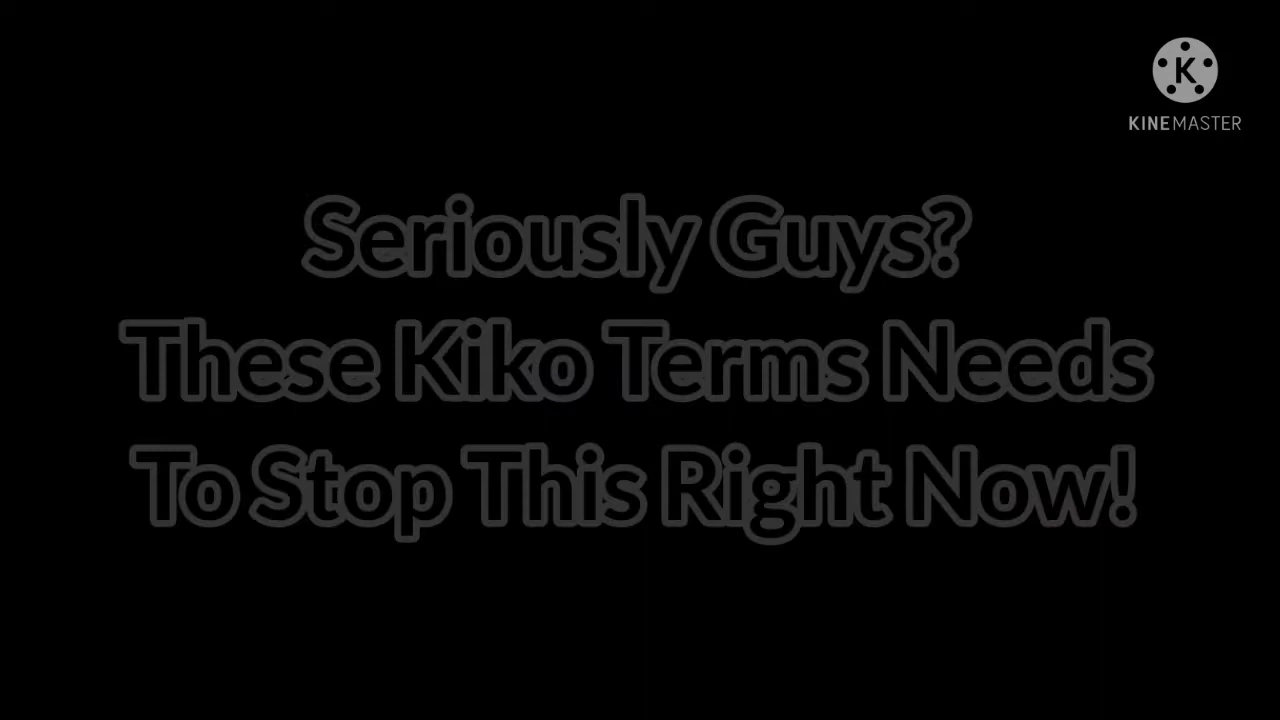 K
KINEMASTER
Seriously Guys?
These Kiko Terms Needs
To Stop This Right Now!